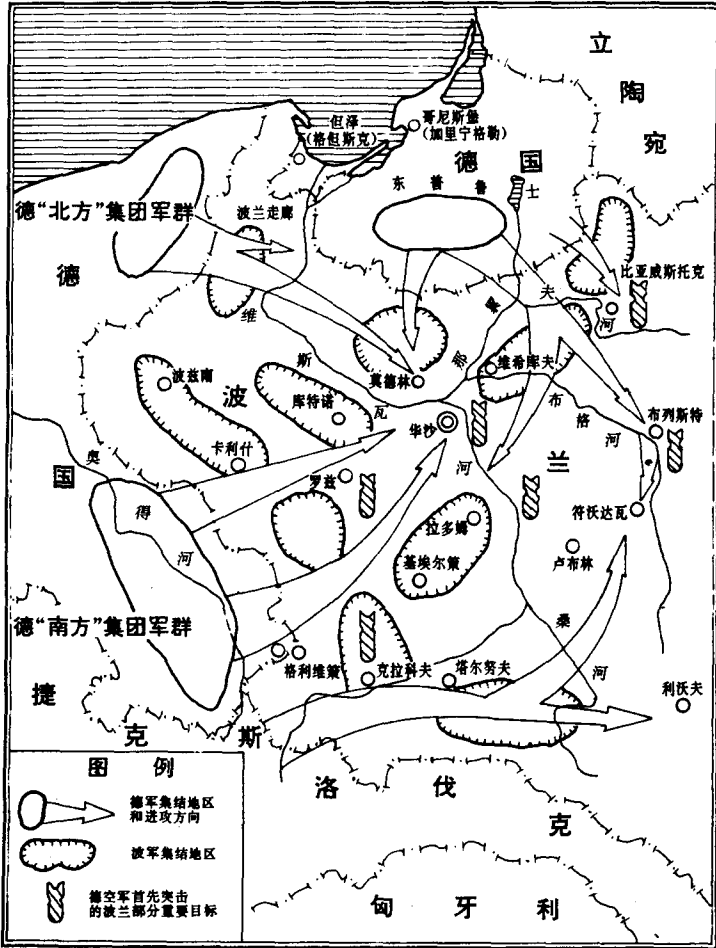 立
陶
宛
但泽
(格但斯克)
哥尼斯堡
(加里宁格勒)
德国
东普鲁士
德“北方”集团军群
波兰走廊
比亚威斯托克
德
国
维斯瓦河
那累夫河
莫德林
维希库夫
波兹南
波
兰
库特诺
华沙
布格河
布列斯特
卡利什
奥得河
罗兹
拉多姆
符沃达瓦
基埃尔策
卢布林
德“南方”集团军群
桑河
格利维策
克拉科夫
塔尔努夫
利沃夫
捷克斯洛伐克
匈牙利
图例
德军集结地区
和进攻方向
波军集结地区
德空军首先突击
的波兰部分重要目标